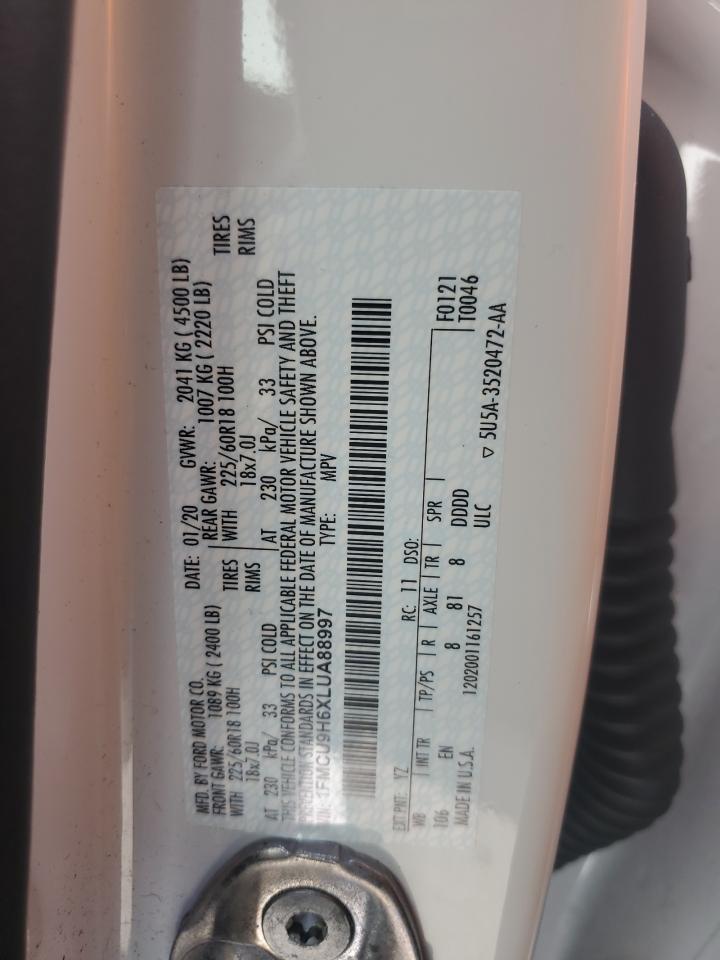 MFD. BY FORD MOTOR CO.
DATE: 01/20 GVWR: 2041 KG ( 4500 LB)
FRONT GAWR: 1089 KG ( 2400 LB) REAR GAWR: 1007 KG ( 2220 LB)
WITH 225/60R18 100H TIRES WITH 225/60R18 100H TIRES
18x7.0J RIMS 18x7.0J RIMS
AT 230 kPa/ 33 PSI COLD AT 230 kPa/ 33 PSI COLD
THIS VEHICLE CONFORMS TO ALL APPLICABLE FEDERAL MOTOR VEHICLE SAFETY AND THEFT
PREVENTION STANDARDS IN EFFECT ON THE DATE OF MANUFACTURE SHOWN ABOVE.
VIN: 1FMCU9H6XLUA88997 TYPE: MPV
EXT PNT: YZ RC: 11 DSO: F0121
WB INT TR TP/PS R AXLE TR SPR T0046
106 EN 8 81 8 DDDD
MADE IN U.S.A. 1202001161257 ULC
▽ 5U5A-3520472-AA